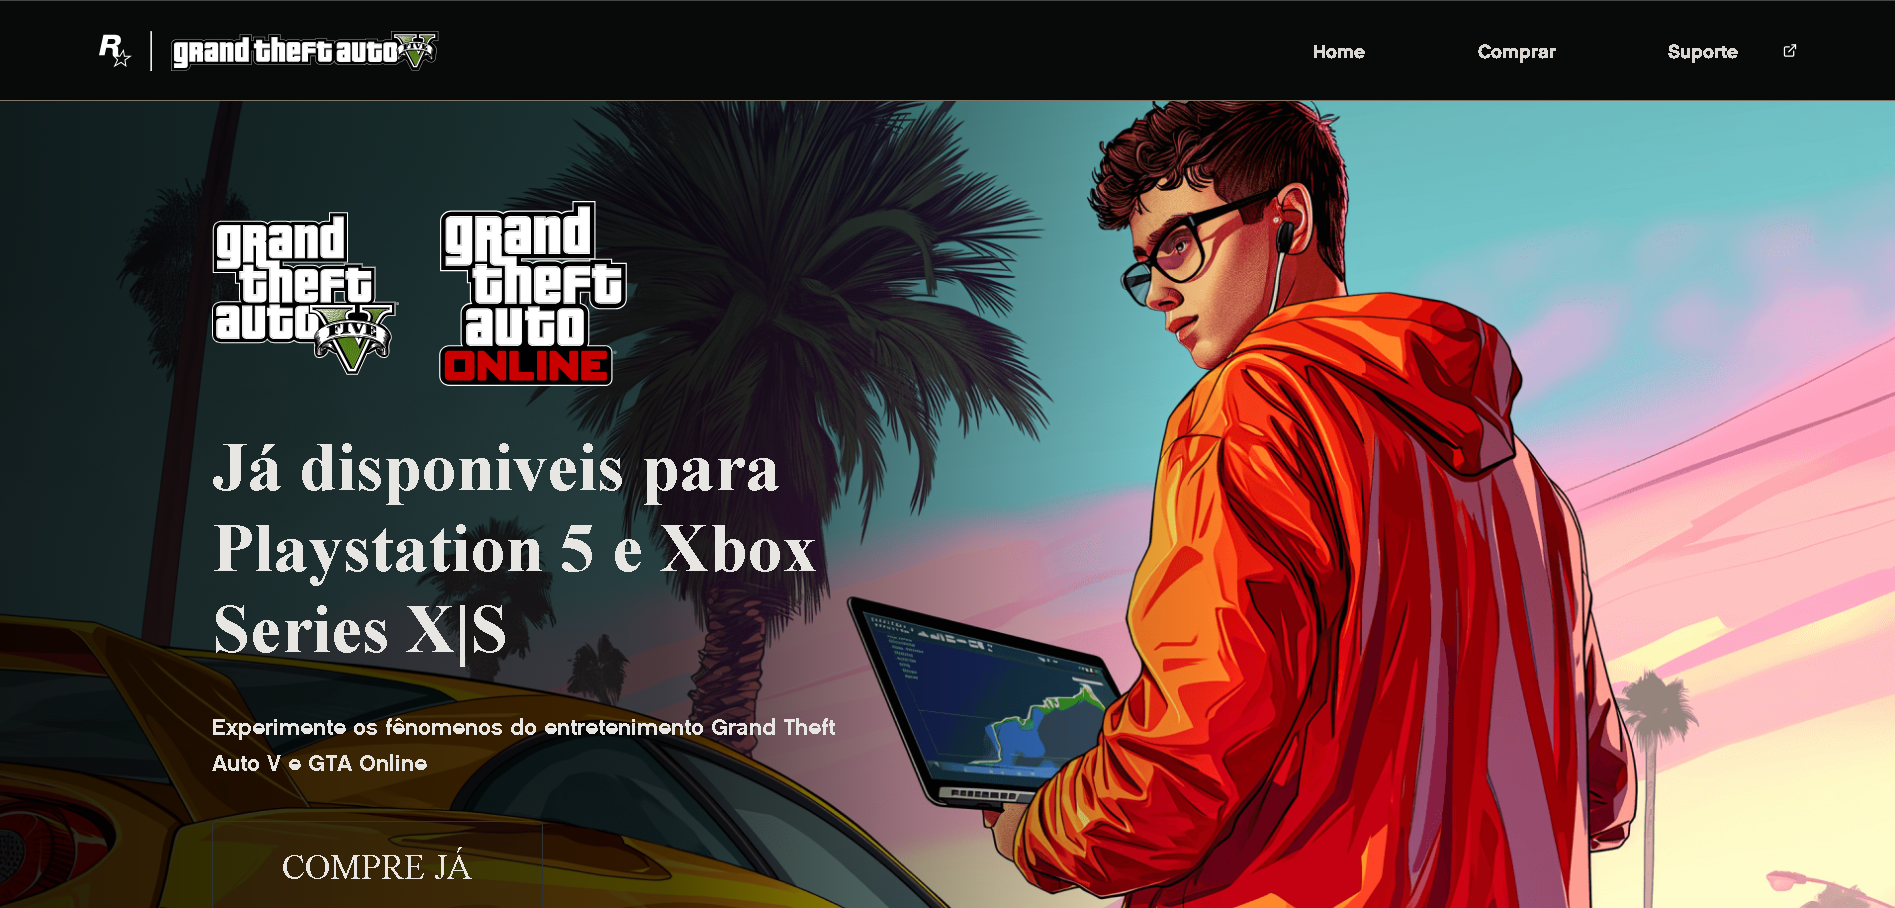 R
grand theft auto V
FIVE
Home
Comprar
Suporte
grand
theft
auto V
FIVE
grand
theft
auto
ONLINE
Já disponiveis para
Playstation 5 e Xbox
Series X|S
Experimente os fênomenos do entretenimento Grand Theft
Auto V e GTA Online
COMPRE JÁ